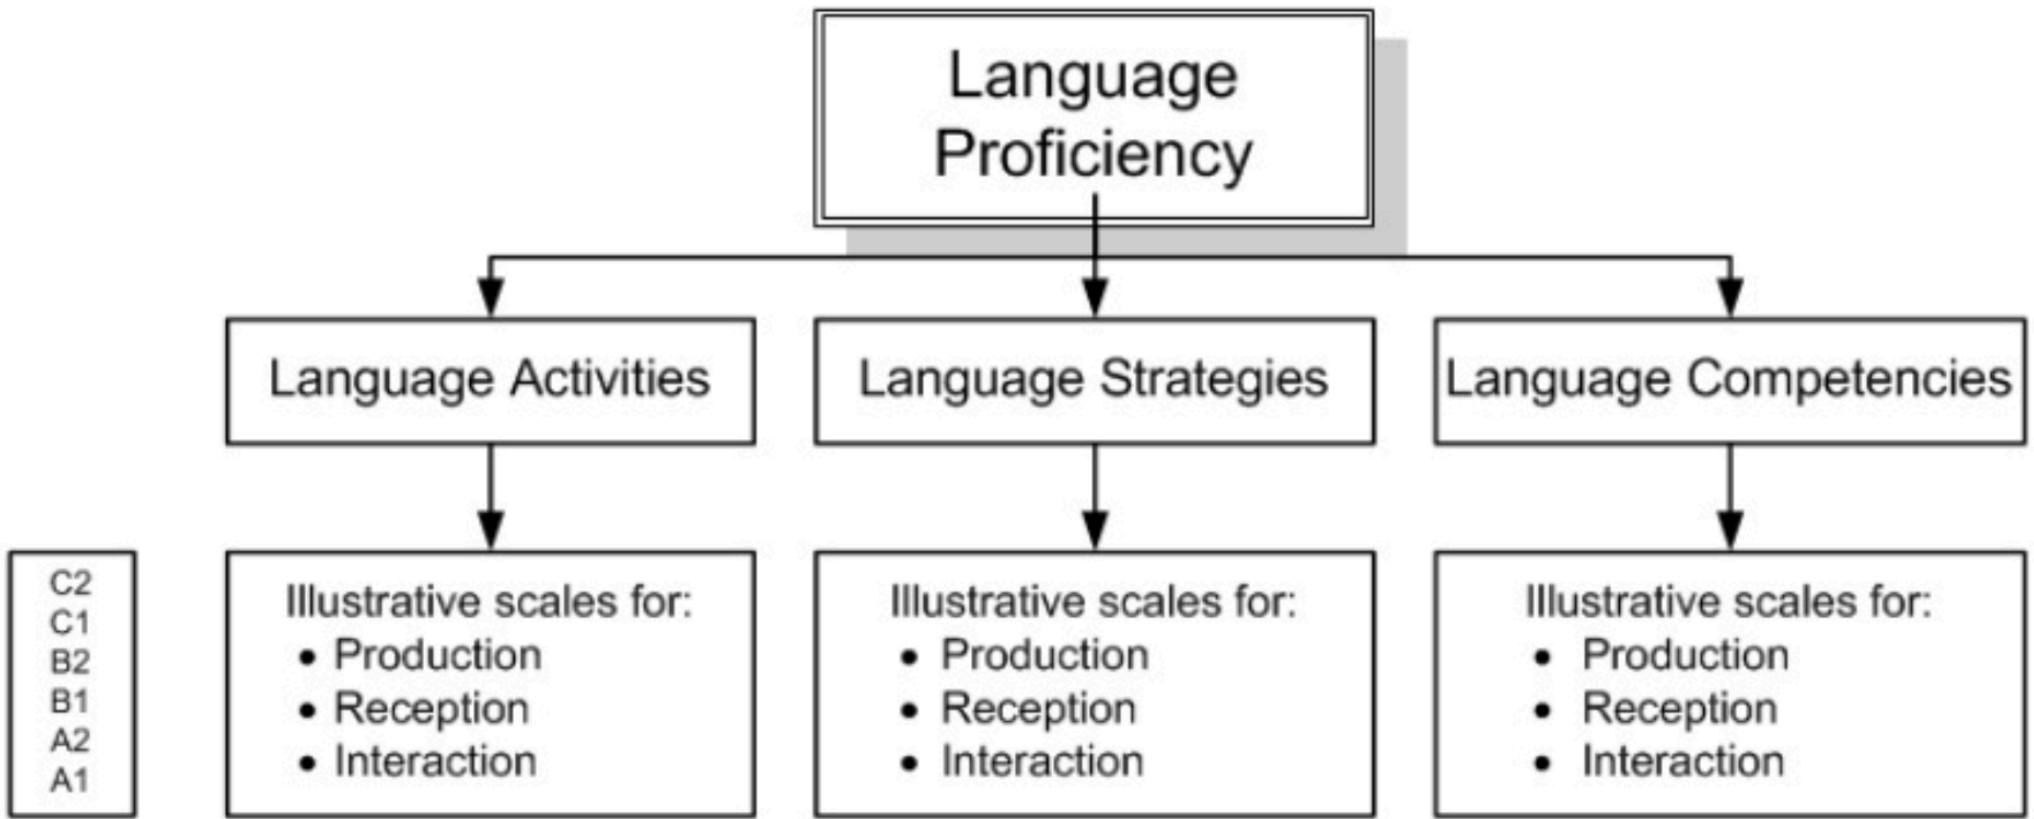 Language
Proficiency
Language Activities
Language Strategies
Language Competencies
C2
C1
B2
B1
A2
A1
Illustrative scales for:
• Production
• Reception
• Interaction
Illustrative scales for:
• Production
• Reception
• Interaction
Illustrative scales for:
• Production
• Reception
• Interaction